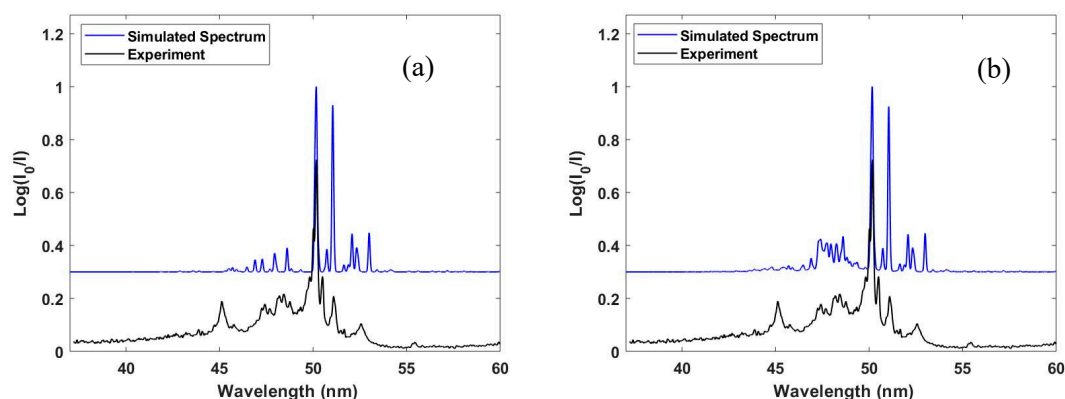 1.2
1
0.8
0.6
0.4
0.2
0
Log(I0/I)
Simulated Spectrum
Experiment
(a)
40 45 50 55 60
Wavelength (nm)
1.2
1
0.8
0.6
0.4
0.2
0
Log(I0/I)
Simulated Spectrum
Experiment
(b)
40 45 50 55 60
Wavelength (nm)